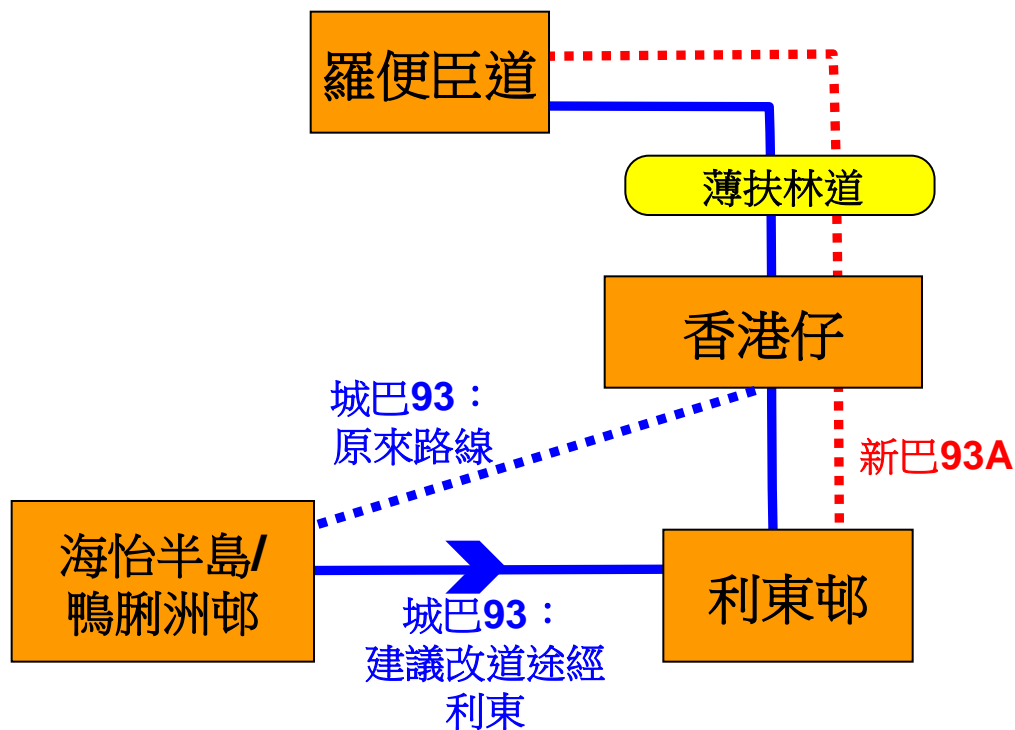 羅便臣道
薄扶林道
香港仔
城巴93：
原來路線
新巴93A
海怡半島/
鴨脷洲邨
利東邨
城巴93：
建議改道途經
利東